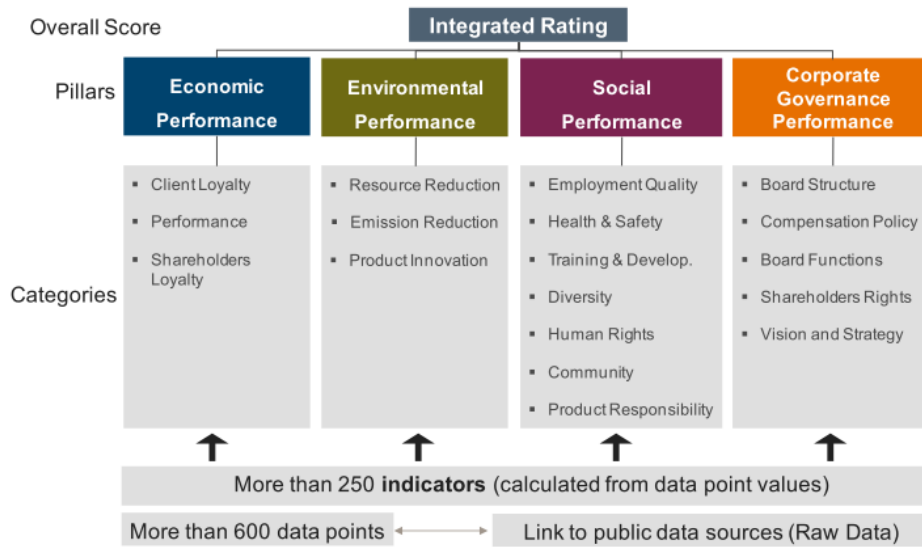 Overall Score
Integrated Rating
Pillars
Economic
Performance
Environmental
Performance
Social
Performance
Corporate
Governance
Performance
Categories
▪ Client Loyalty
▪ Performance
▪ Shareholders
Loyalty
▪ Resource Reduction
▪ Emission Reduction
▪ Product Innovation
▪ Employment Quality
▪ Health & Safety
▪ Training & Develop.
▪ Diversity
▪ Human Rights
▪ Community
▪ Product Responsibility
▪ Board Structure
▪ Compensation Policy
▪ Board Functions
▪ Shareholders Rights
▪ Vision and Strategy
More than 250 indicators (calculated from data point values)
More than 600 data points
Link to public data sources (Raw Data)